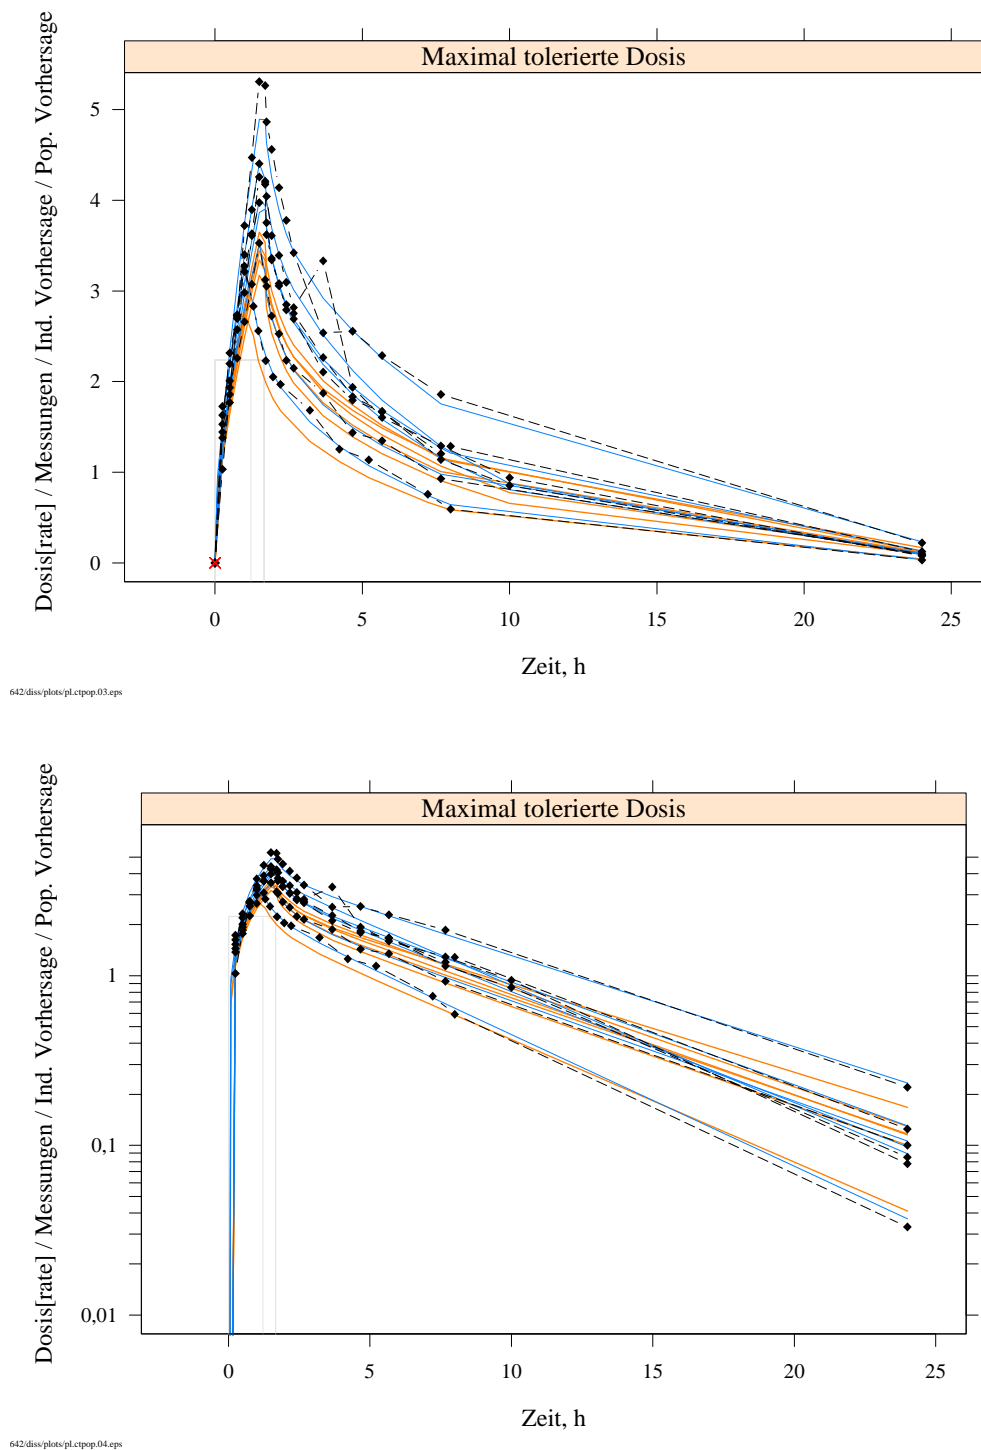 Maximal tolerierte Dosis
Dosis[rate] / Messungen / Ind. Vorhersage / Pop. Vorhersage
5
4
3
2
1
0
0 5 10 15 20 25
Zeit, h
642/diss/plots/pl.ctpop.03.eps
Maximal tolerierte Dosis
Dosis[rate] / Messungen / Ind. Vorhersage / Pop. Vorhersage
1
0,1
0,01
0 5 10 15 20 25
Zeit, h
642/diss/plots/pl.ctpop.04.eps